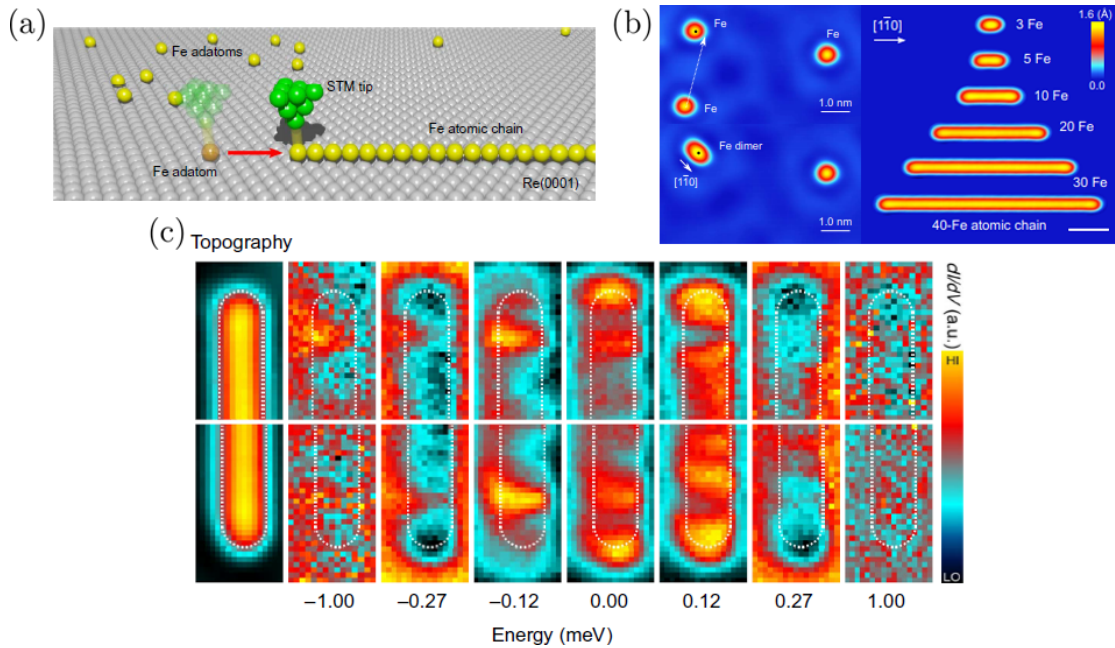 (a)
Fe adatoms
STM tip
Fe atomic chain
Fe adatom
Re(0001)
(b)
Fe
Fe
1.0 nm
Fe
Fe dimer
[11̅0]
1.0 nm
[11̅0]
1.6 (Å)
0.0
3 Fe
5 Fe
10 Fe
20 Fe
30 Fe
40-Fe atomic chain
(c)
Topography
dI/dV (a.u.)
HI
LO
–1.00 –0.27 –0.12 0.00 0.12 0.27 1.00
Energy (meV)